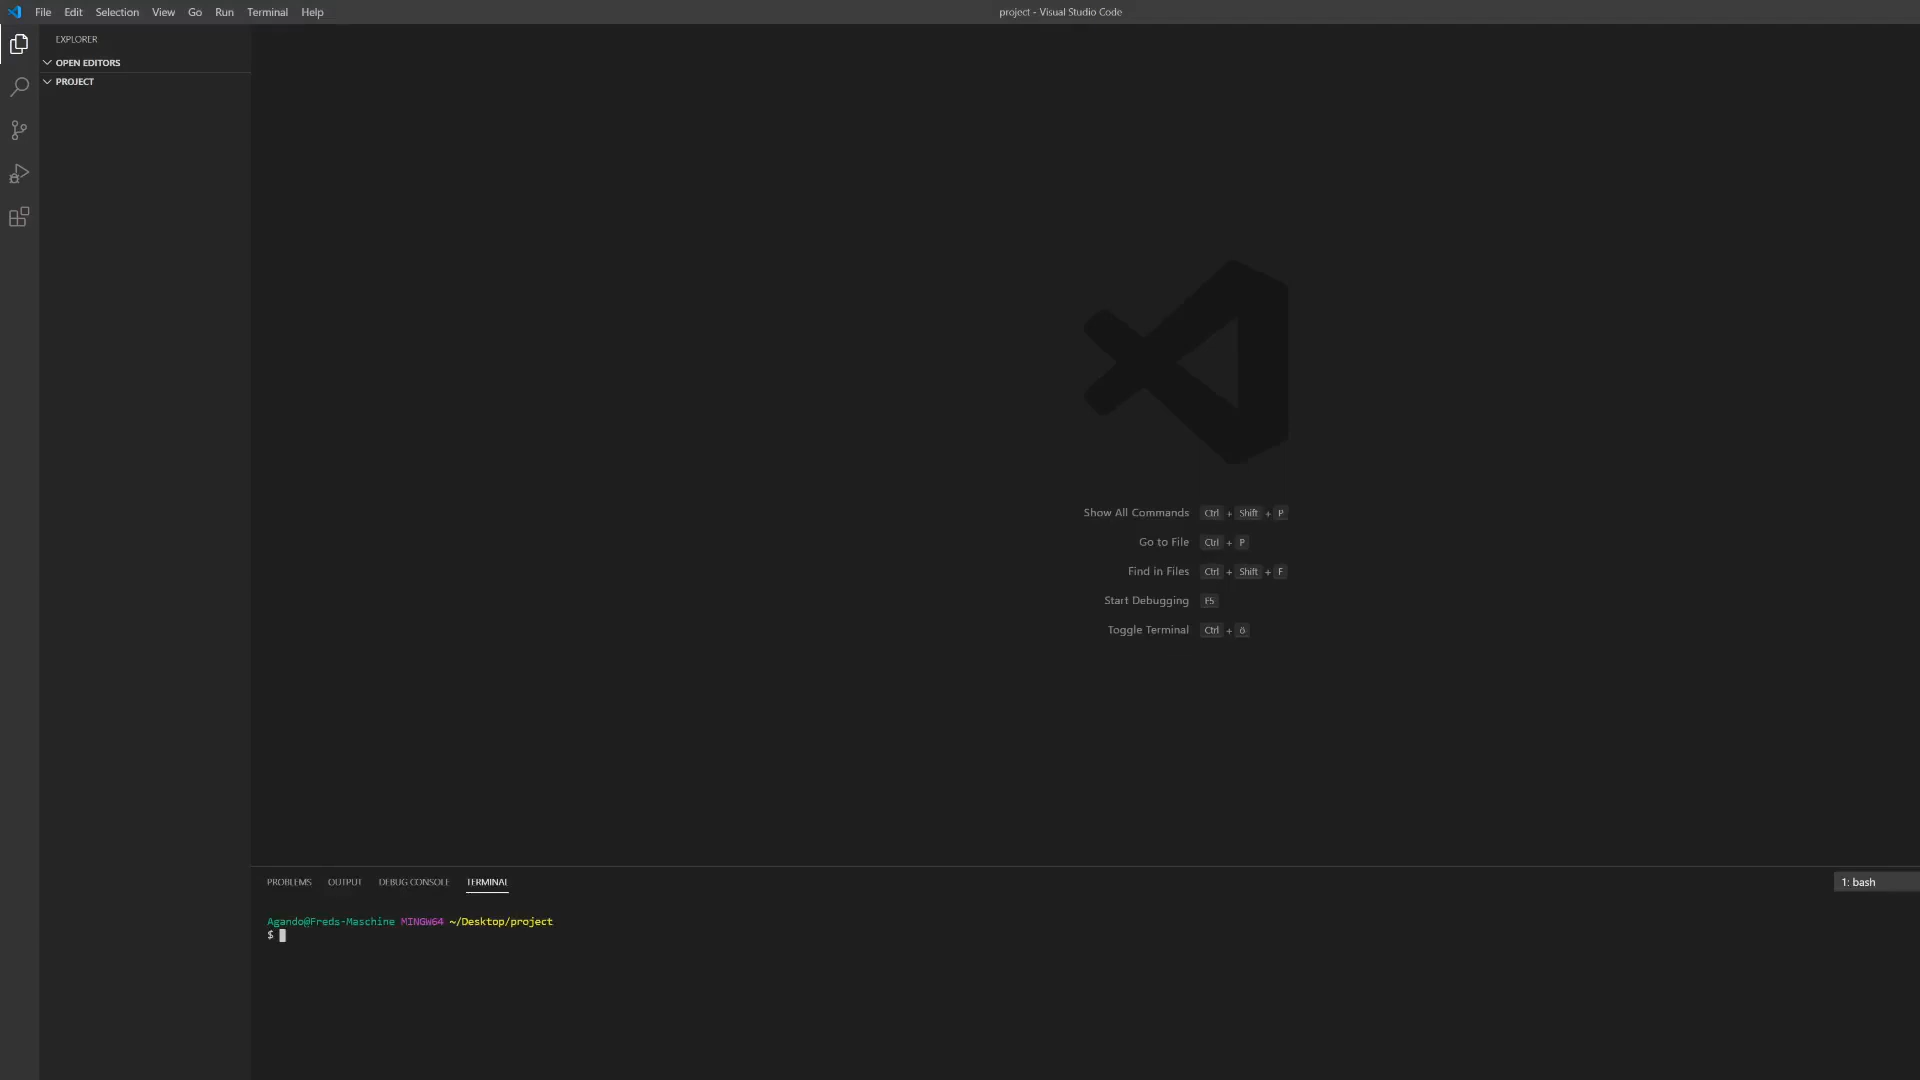 File Edit Selection View Go Run Terminal Help
project - Visual Studio Code
EXPLORER
OPEN EDITORS
PROJECT
Show All Commands Ctrl + Shift + P
Go to File Ctrl + P
Find in Files Ctrl + Shift + F
Start Debugging F5
Toggle Terminal Ctrl + ö
PROBLEMS OUTPUT DEBUG CONSOLE TERMINAL
1: bash
Agando@Freds-Maschine MINGW64 ~/Desktop/project
$